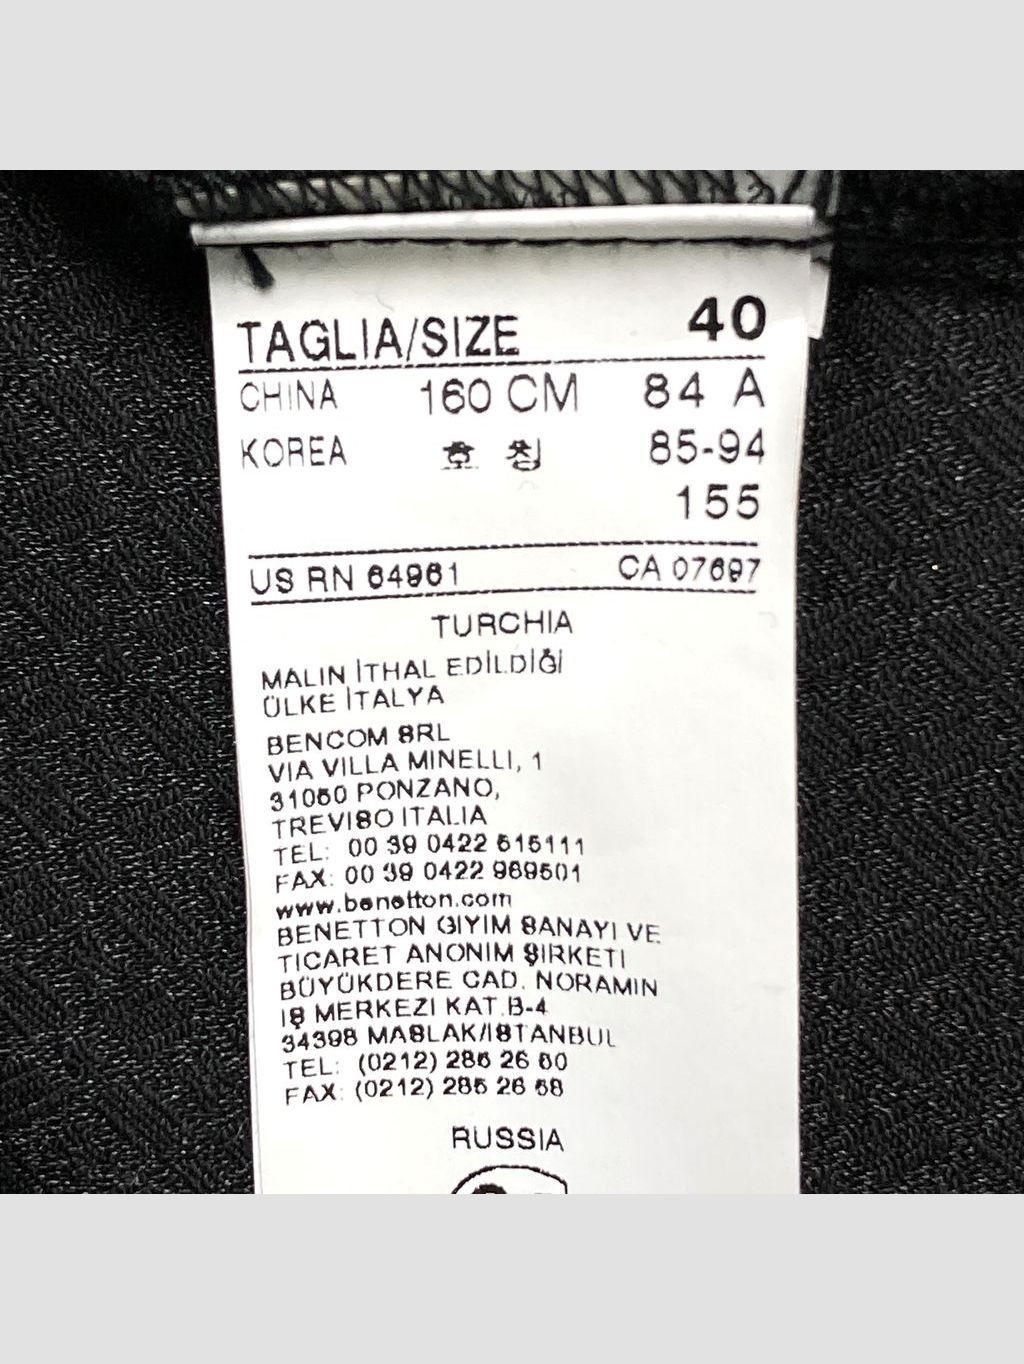 TAGLIA/SIZE 40
CHINA 160 CM 84 A
KOREA 호 칭 85-94
155
US RN 64961 CA 07697
TURCHIA
MALIN İTHAL EDİLDİĞİ
ÜLKE İTALYA
BENCOM SRL
VIA VILLA MINELLI, 1
31050 PONZANO,
TREVISO ITALIA
TEL: 00 39 0422 515111
FAX: 00 39 0422 969501
www.benetton.com
BENETTON GIYIM SANAYI VE
TICARET ANONIM ŞIRKETI
BÜYÜKDERE CAD. NORAMIN
IŞ MERKEZI KAT.B-4
34398 MASLAK/ISTANBUL
TEL: (0212) 285 26 60
FAX: (0212) 285 26 58
RUSSIA